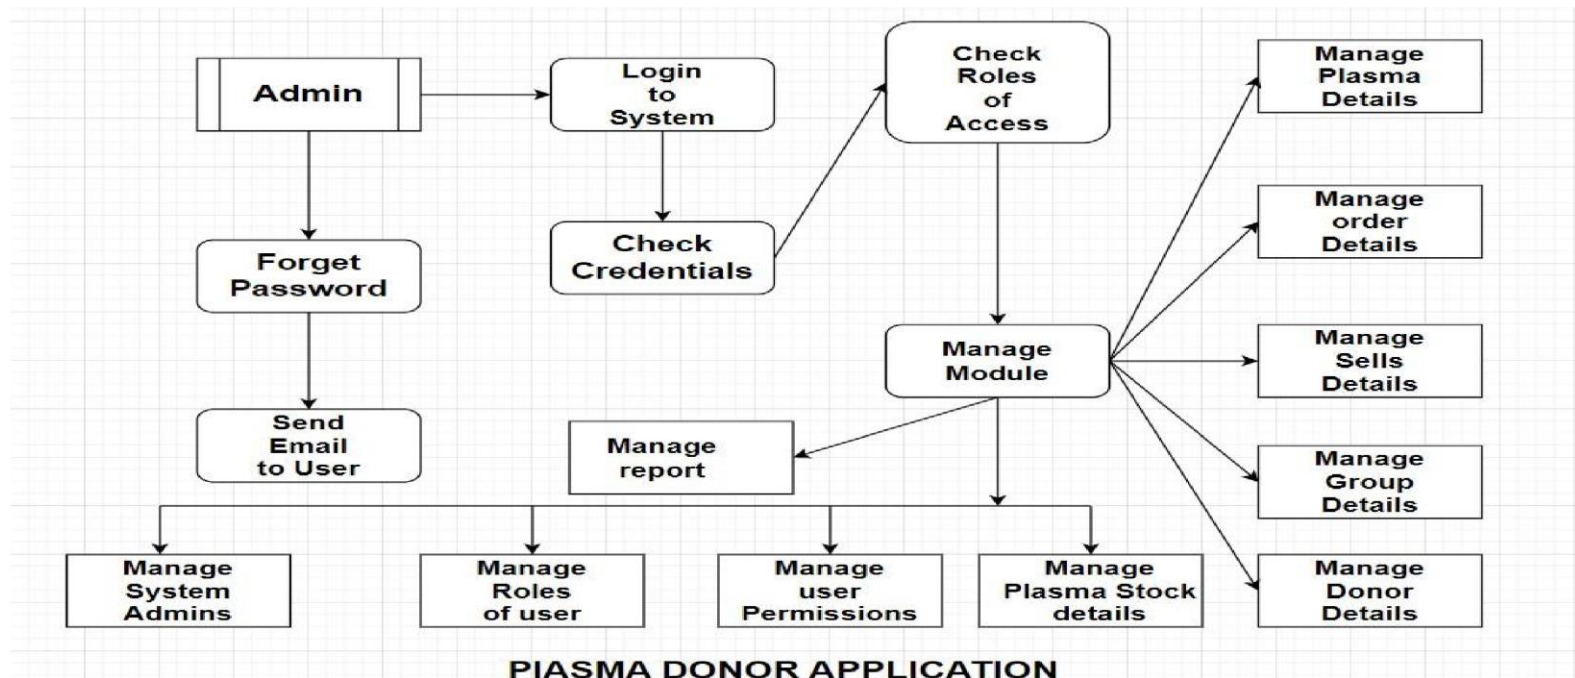 Admin
Login
to
System
Check
Roles
of
Access
Manage
Plasma
Details
Manage
order
Details
Forget
Password
Check
Credentials
Manage
Module
Manage
Sells
Details
Send
Email
to User
Manage
report
Manage
Group
Details
Manage
System
Admins
Manage
Roles
of user
Manage
user
Permissions
Manage
Plasma Stock
details
Manage
Donor
Details
PIASMA DONOR APPLICATION